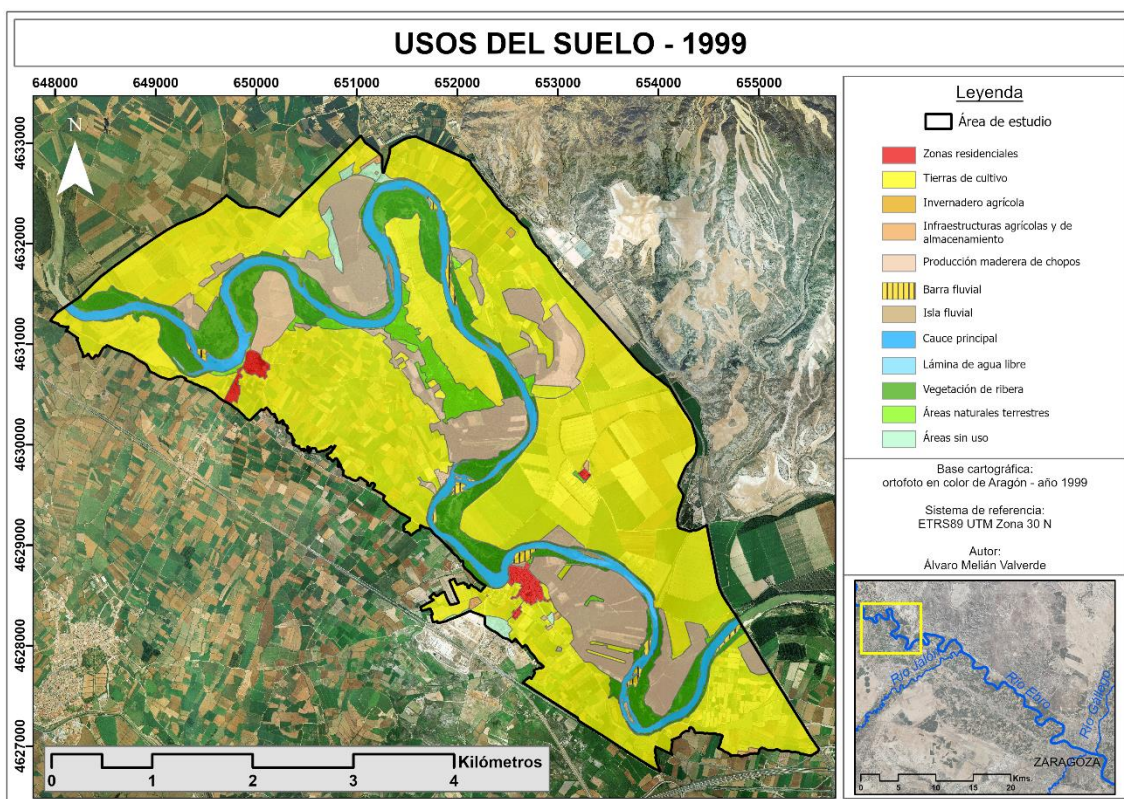 USOS DEL SUELO - 1999
648000 649000 650000 651000 652000 653000 654000 655000
N
4633000
4632000
4631000
4630000
4629000
4628000
4627000
Kilómetros
0 1 2 3 4
Leyenda
Área de estudio
Zonas residenciales
Tierras de cultivo
Invernadero agrícola
Infraestructuras agrícolas y de
almacenamiento
Producción maderera de chopos
Barra fluvial
Isla fluvial
Cauce principal
Lámina de agua libre
Vegetación de ribera
Áreas naturales terrestres
Áreas sin uso
Base cartográfica:
ortofoto en color de Aragón - año 1999
Sistema de referencia:
ETRS89 UTM Zona 30 N
Autor:
Álvaro Melián Valverde
Río Jalón
Río Ebro
Río Gállego
ZARAGOZA
0 5 10 20
Kms